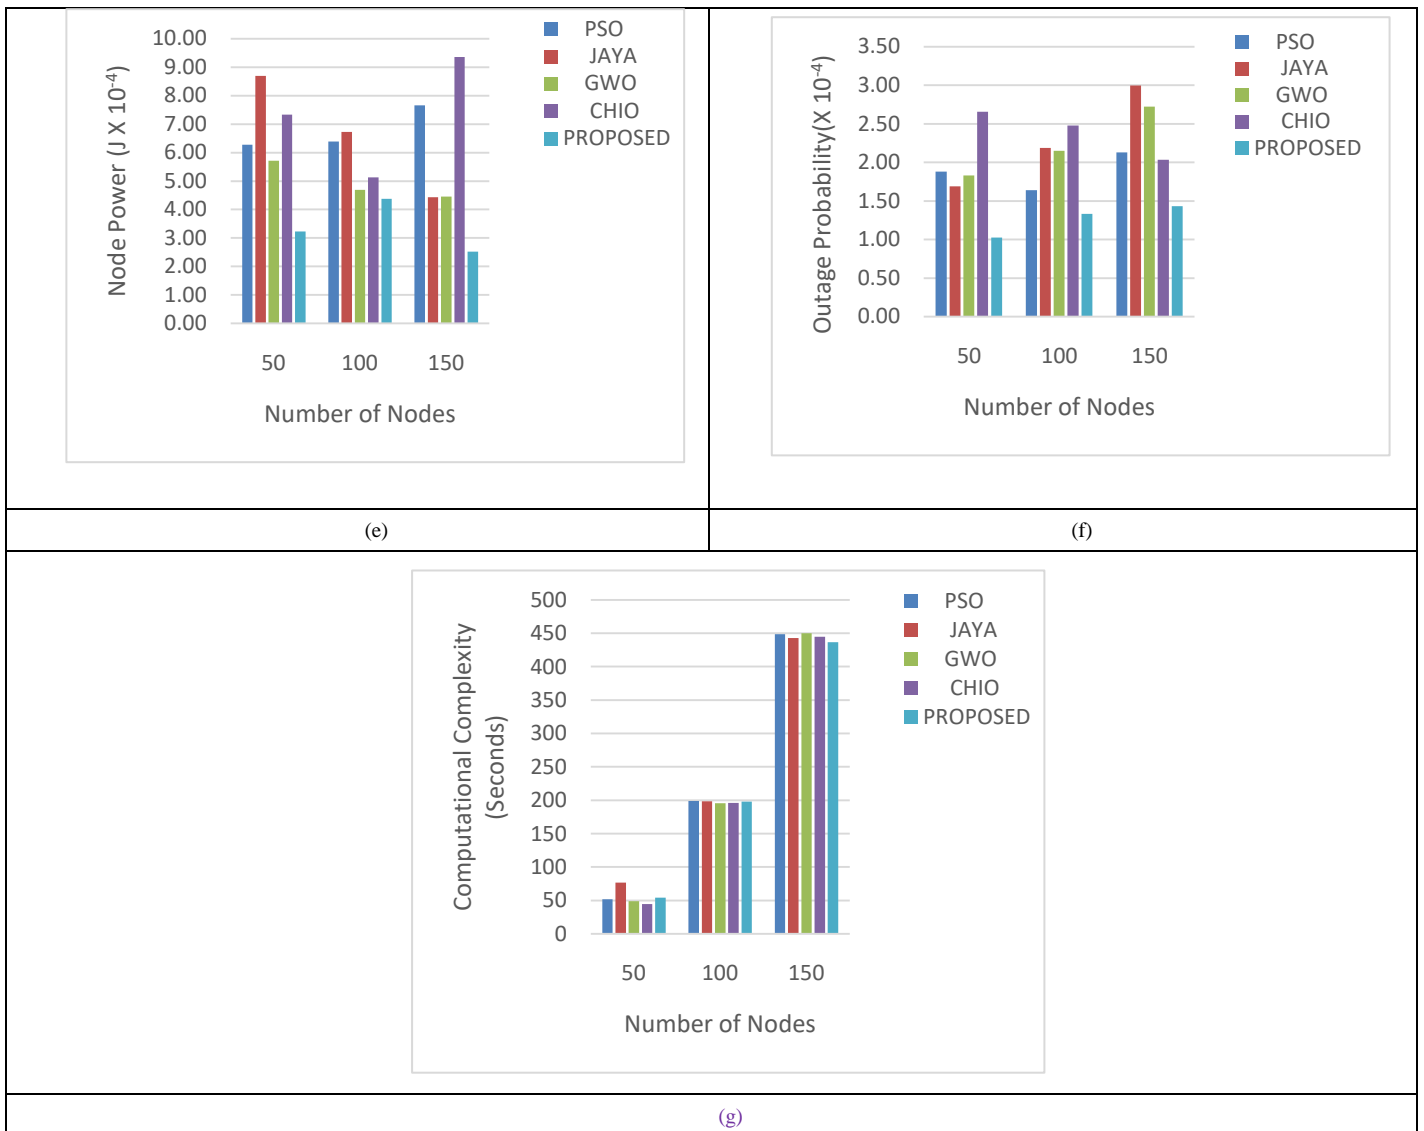 10.00
9.00
8.00
7.00
6.00
5.00
4.00
3.00
2.00
1.00
0.00
Node Power (J X 10-4)
50 100 150
Number of Nodes
PSO
JAYA
GWO
CHIO
PROPOSED
(e)
3.50
3.00
2.50
2.00
1.50
1.00
0.50
0.00
Outage Probability(X 10-4)
50 100 150
Number of Nodes
PSO
JAYA
GWO
CHIO
PROPOSED
(f)
500
450
400
350
300
250
200
150
100
50
0
Computational Complexity
(Seconds)
50 100 150
Number of Nodes
PSO
JAYA
GWO
CHIO
PROPOSED
(g)